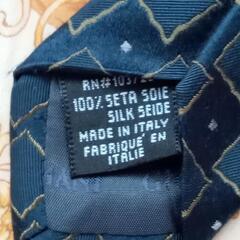 100% SETA SOIE
SILK SEIDE
MADE IN ITALY
FABRIQUÉ EN
ITALIE